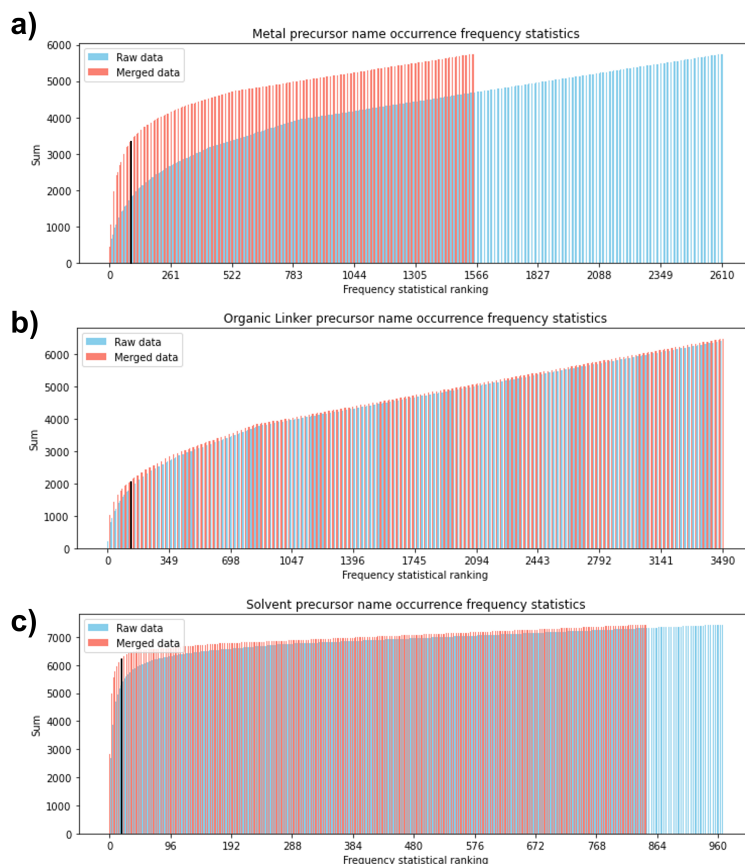 a)
Metal precursor name occurrence frequency statistics
6000
5000
4000
3000
2000
1000
0
Sum
Raw data
Merged data
0 261 522 783 1044 1305 1566 1827 2088 2349 2610
Frequency statistical ranking
b)
Organic Linker precursor name occurrence frequency statistics
6000
5000
4000
3000
2000
1000
0
Sum
Raw data
Merged data
0 349 698 1047 1396 1745 2094 2443 2792 3141 3490
Frequency statistical ranking
c)
Solvent precursor name occurrence frequency statistics
7000
6000
5000
4000
3000
2000
1000
0
Sum
Raw data
Merged data
0 96 192 288 384 480 576 672 768 864 960
Frequency statistical ranking